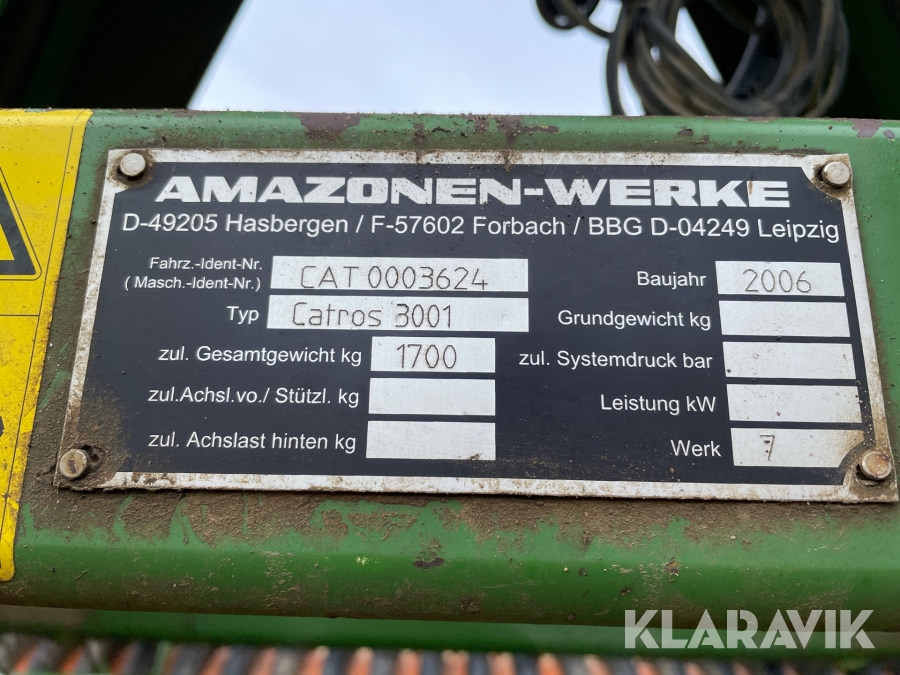 AMAZONEN-WERKE
D-49205 Hasbergen / F-57602 Forbach / BBG D-04249 Leipzig
Fahrz.-Ident-Nr.
( Masch.-Ident-Nr.) CAT 0003624
Baujahr 2006
Typ Catros 3001
Grundgewicht kg
zul. Gesamtgewicht kg 1700
zul. Systemdruck bar
zul.Achsl.vo./ Stützl. kg
Leistung kW
zul. Achslast hinten kg
Werk 7
KLARAVIK